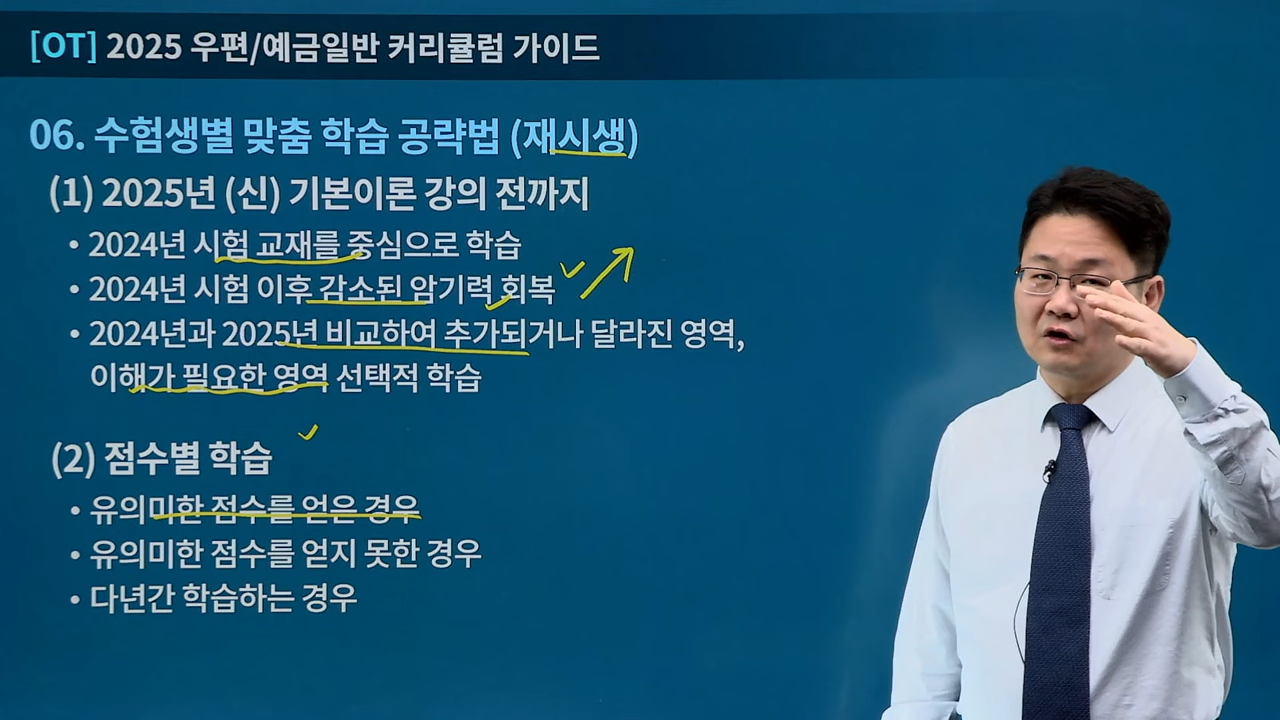 [OT] 2025 우편/예금일반 커리큘럼 가이드
06. 수험생별 맞춤 학습 공략법 (재시생)
(1) 2025년 (신) 기본이론 강의 전까지
• 2024년 시험 교재를 중심으로 학습
• 2024년 시험 이후 감소된 암기력 회복
• 2024년과 2025년 비교하여 추가되거나 달라진 영역,
이해가 필요한 영역 선택적 학습
(2) 점수별 학습
• 유의미한 점수를 얻은 경우
• 유의미한 점수를 얻지 못한 경우
• 다년간 학습하는 경우